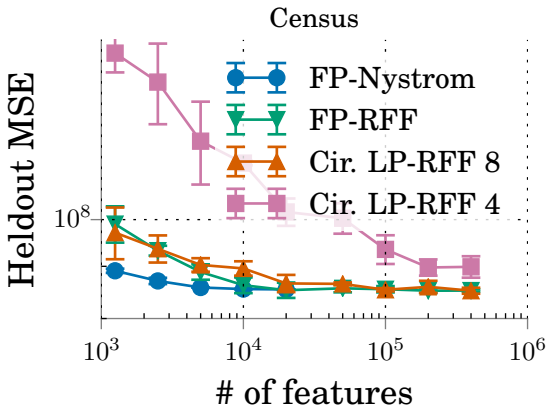 Census
Heldout MSE
10^8
FP-Nystrom
FP-RFF
Cir. LP-RFF 8
Cir. LP-RFF 4
10^3 10^4 10^5 10^6
# of features